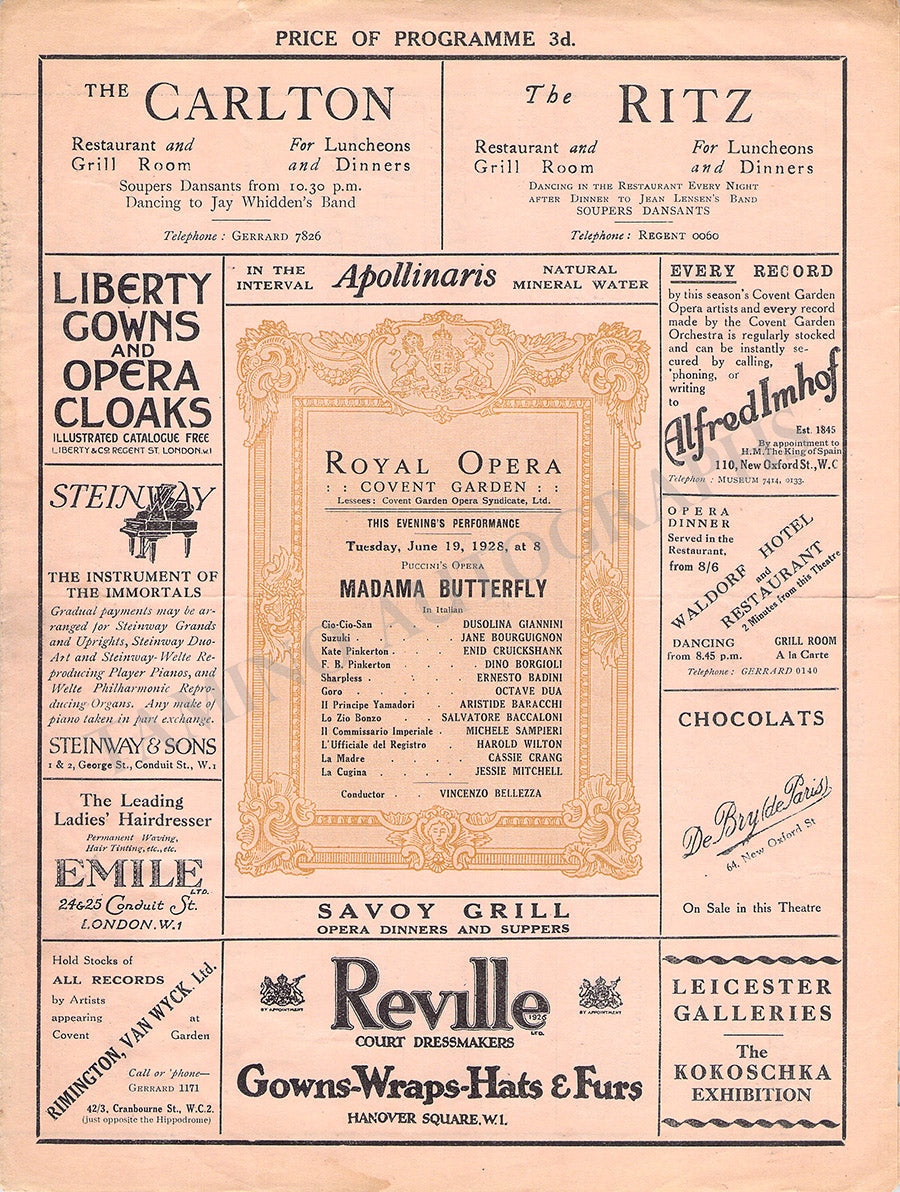 PRICE OF PROGRAMME 3d.
THE CARLTON
Restaurant and For Luncheons
Grill Room and Dinners
Soupers Dansants from 10.30 p.m.
Dancing to Jay Whidden's Band
Telephone : GERRARD 7826
The RITZ
Restaurant and For Luncheons
Grill Room and Dinners
DANCING IN THE RESTAURANT EVERY NIGHT
AFTER DINNER TO JEAN LENSEN'S BAND
SOUPERS DANSANTS
Telephone : REGENT 0060
LIBERTY
GOWNS
AND
OPERA
CLOAKS
ILLUSTRATED CATALOGUE FREE
LIBERTY & CO. REGENT ST. LONDON. W.1
STEINWAY
THE INSTRUMENT OF
THE IMMORTALS
Gradual payments may be ar-
ranged for Steinway Grands
and Uprights, Steinway Duo-
Art and Steinway-Welte Re-
producing Player Pianos, and
Welte Philharmonic Repro-
ducing Organs. Any make of
piano taken in part exchange.
STEINWAY & SONS
1 & 2, George St., Conduit St., W.1
The Leading
Ladies' Hairdresser
Permanent Waving,
Hair Tinting, etc., etc.
EMILE LTD.
24&25 Conduit St.
LONDON. W.1
Hold Stocks of
ALL RECORDS
by Artists
appearing at
Covent Garden
RIMINGTON, VAN WYCK. Ltd.
Call or 'phone—
GERRARD 1171
42/3, Cranbourne St., W.C.2.
(just opposite the Hippodrome)
IN THE
INTERVAL
Apollinaris
NATURAL
MINERAL WATER
ROYAL OPERA
: : COVENT GARDEN : :
Lessees: Covent Garden Opera Syndicate, Ltd.
THIS EVENING'S PERFORMANCE
Tuesday, June 19, 1928, at 8
PUCCINI'S OPERA
MADAMA BUTTERFLY
In Italian
Cio-Cio-San . . . DUSOLINA GIANNINI
Suzuki . . . . . JANE BOURGUIGNON
Kate Pinkerton . . . . ENID CRUICKSHANK
F. B. Pinkerton . . . . DINO BORGIOLI
Sharpless . . . . . ERNESTO BADINI
Goro . . . . . . OCTAVE DUA
Il Principe Yamadori . ARISTIDE BARACCHI
Lo Zio Bonzo . . SALVATORE BACCALONI
Il Commissario Imperiale . MICHELE SAMPIERI
L'Ufficiale del Registro . HAROLD WILTON
La Madre . . . . CASSIE CRANG
La Cugina . . . . JESSIE MITCHELL
Conductor . . VINCENZO BELLEZZA
TAMINO AUTOGRAPHS
SAVOY GRILL
OPERA DINNERS AND SUPPERS
BY APPOINTMENT
Reville 1926 LTD.
BY APPOINTMENT
COURT DRESSMAKERS
Gowns-Wraps-Hats & Furs
HANOVER SQUARE, W.1.
EVERY RECORD
by this season's Covent Garden
Opera artists and every record
made by the Covent Garden
Orchestra is regularly stocked
and can be instantly se-
cured by calling,
'phoning, or
writing
to
Alfred Imhof
Est. 1845
By appointment to
H.M. The King of Spain
110, New Oxford St., W.C
Telephon : MUSEUM 7414, 0133.
OPERA
DINNER
Served in the
Restaurant,
from 8/6
WALDORF HOTEL
and
RESTAURANT
2 Minutes from this Theatre
DANCING
from 8.45 p.m.
GRILL ROOM
A la Carte
Telephone : GERRARD 0140
CHOCOLATS
De Bry (de Paris)
64, New Oxford St
On Sale in this Theatre
LEICESTER
GALLERIES
The
KOKOSCHKA
EXHIBITION